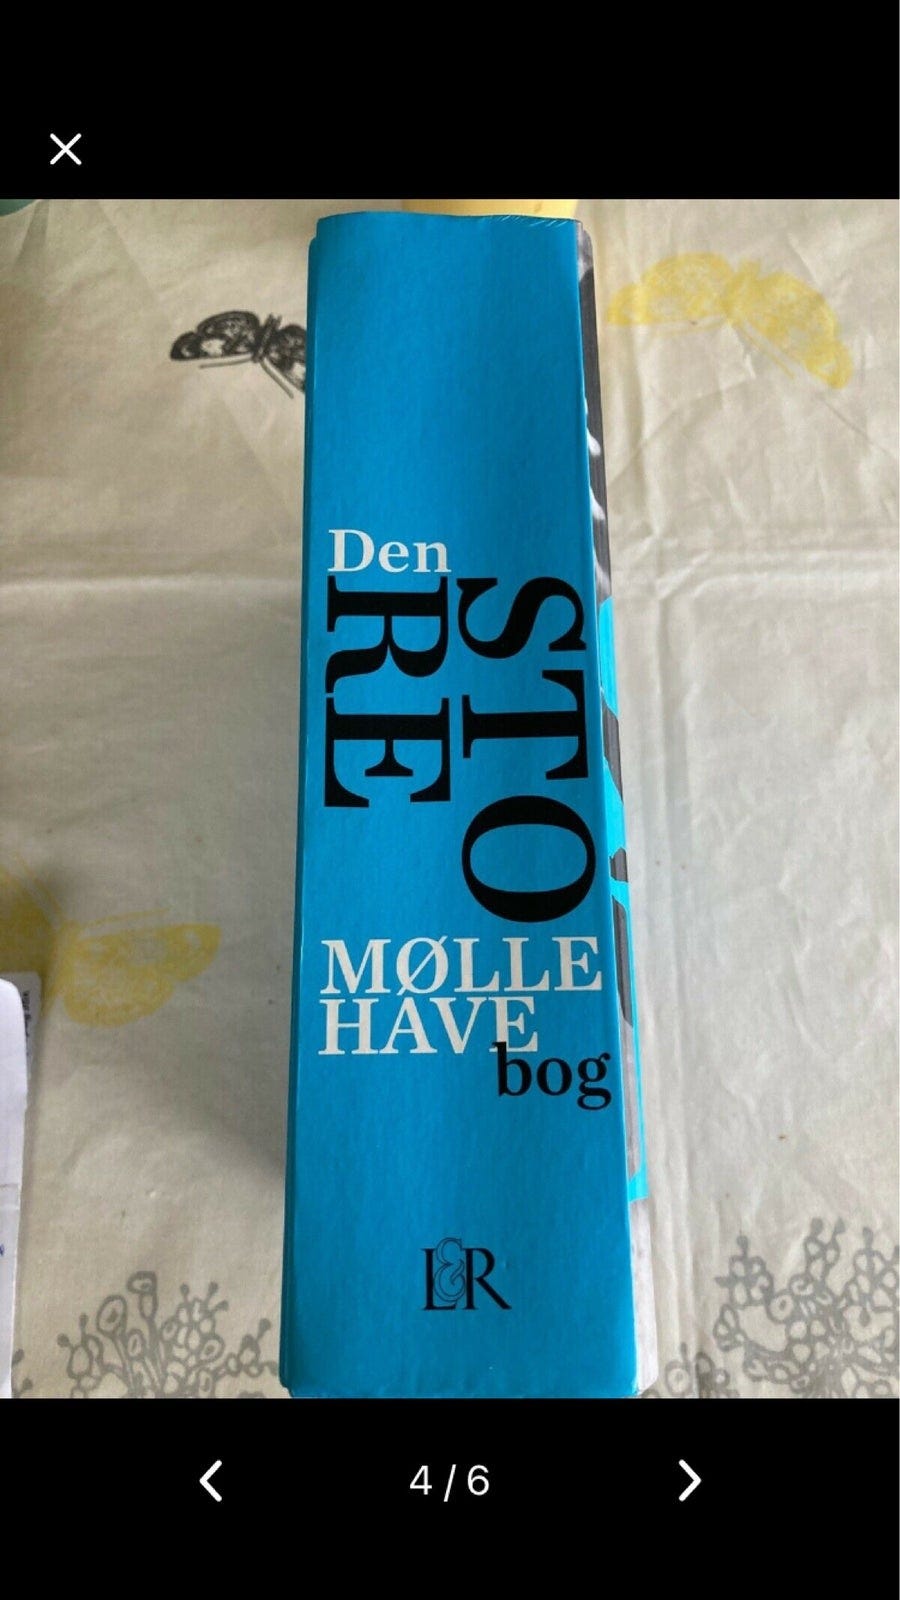 Den
STO
RE
MØLLE
HAVE
bog
L&R
4 / 6